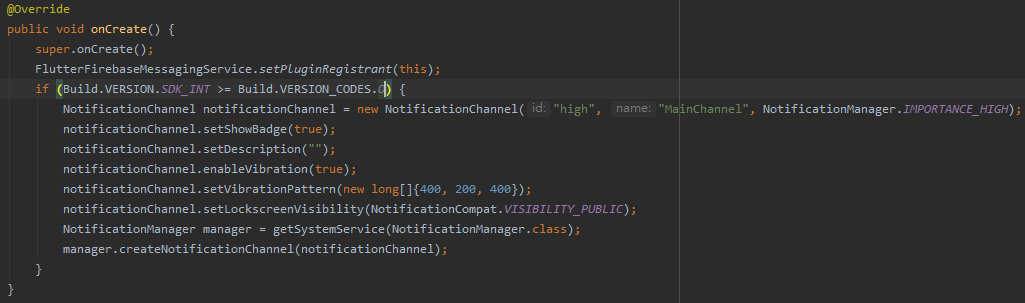 @Override
public void onCreate() {
    super.onCreate();
    FlutterFirebaseMessagingService.setPluginRegistrant(this);
    if (Build.VERSION.SDK_INT >= Build.VERSION_CODES.O) {
        NotificationChannel notificationChannel = new NotificationChannel( id: "high", name: "MainChannel", NotificationManager.IMPORTANCE_HIGH);
        notificationChannel.setShowBadge(true);
        notificationChannel.setDescription("");
        notificationChannel.enableVibration(true);
        notificationChannel.setVibrationPattern(new long[]{400, 200, 400});
        notificationChannel.setLockscreenVisibility(NotificationCompat.VISIBILITY_PUBLIC);
        NotificationManager manager = getSystemService(NotificationManager.class);
        manager.createNotificationChannel(notificationChannel);
    }
}